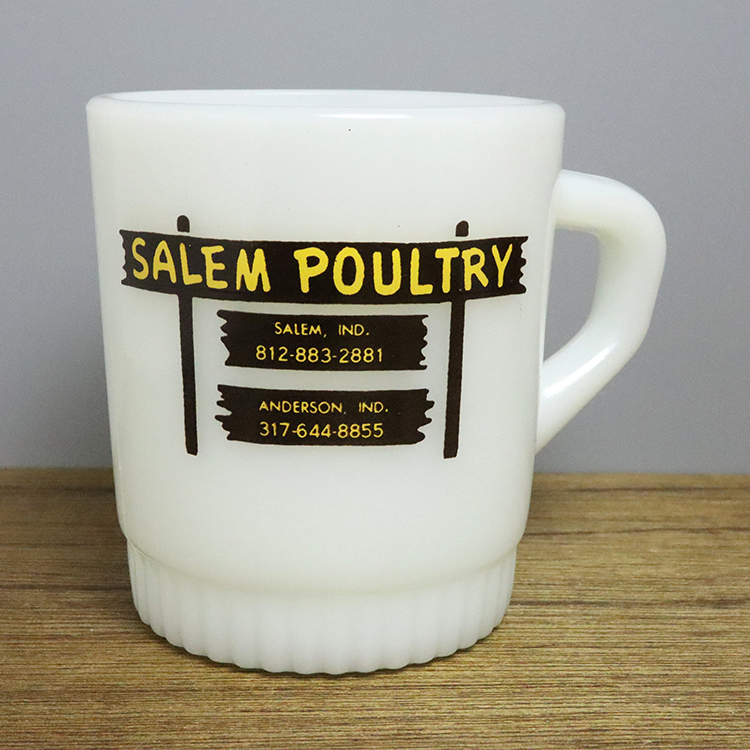 SALEM POULTRY
SALEM, IND.
812-883-2881
ANDERSON, IND.
317-644-8855